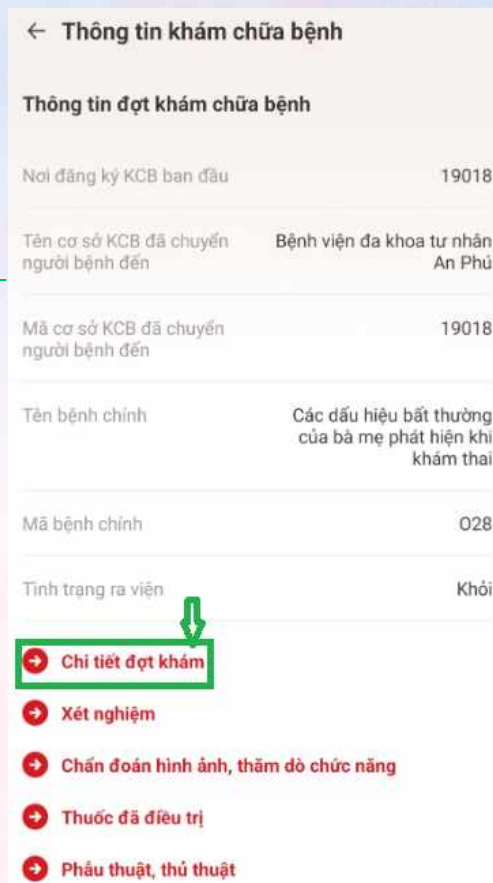 ← Thông tin khám chữa bệnh
Thông tin đợt khám chữa bệnh
Nơi đăng ký KCB ban đầu 19018
Tên cơ sở KCB đã chuyển Bệnh viện đa khoa tư nhân
người bệnh đến An Phú
Mã cơ sở KCB đã chuyển 19018
người bệnh đến
Tên bệnh chính Các dấu hiệu bất thường
của bà mẹ phát hiện khi
khám thai
Mã bệnh chính O28
Tình trạng ra viện Khỏi
Chi tiết đợt khám
Xét nghiệm
Chẩn đoán hình ảnh, thăm dò chức năng
Thuốc đã điều trị
Phẫu thuật, thủ thuật